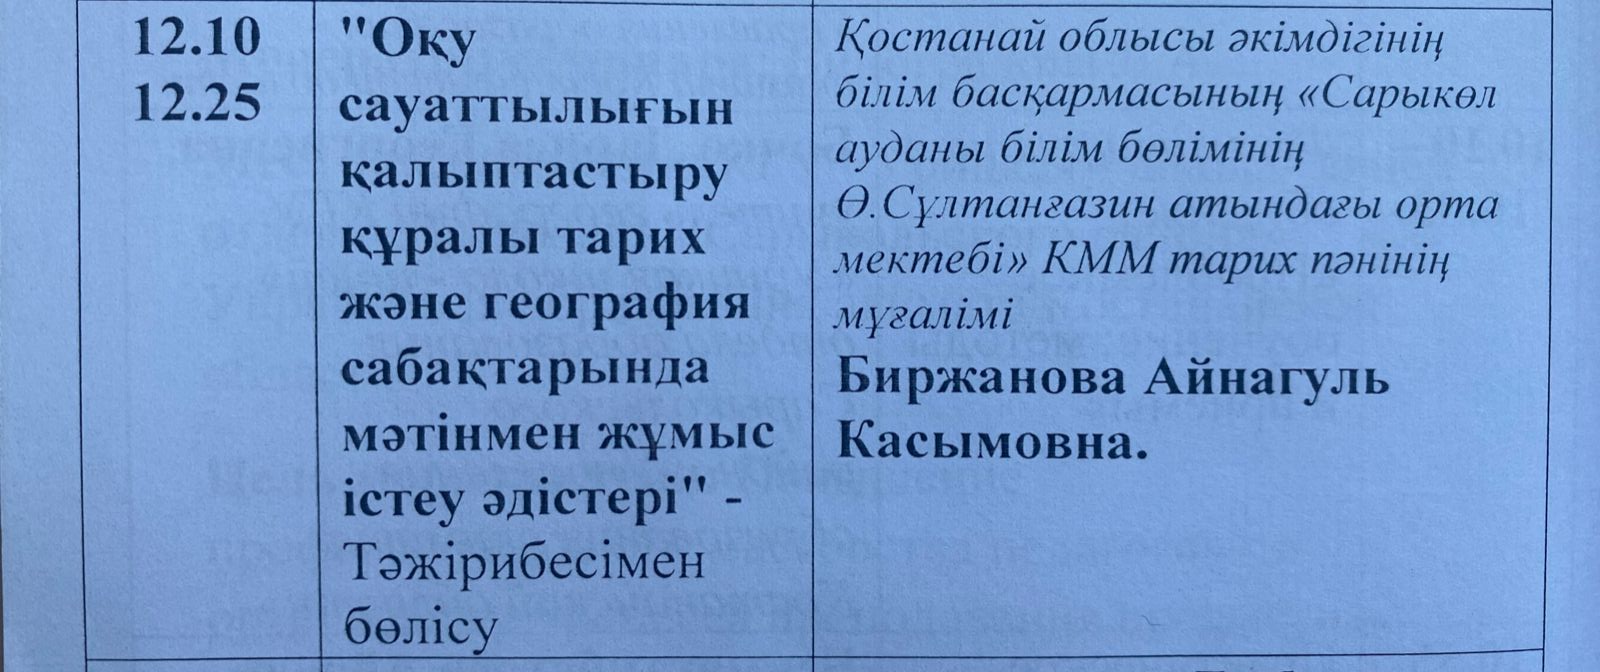 12.10
12.25
"Оқу
сауаттылығын
қалыптастыру
құралы тарих
және география
сабақтарында
мәтінмен жұмыс
істеу әдістері" -
Тәжірибесімен
бөлісу
Қостанай облысы әкімдігінің
білім басқармасының «Сарыкөл
ауданы білім бөлімінің
Ө.Сұлтанғазин атындағы орта
мектебі» КММ тарих пәнінің
мұғалімі
Биржанова Айнагуль
Касымовна.